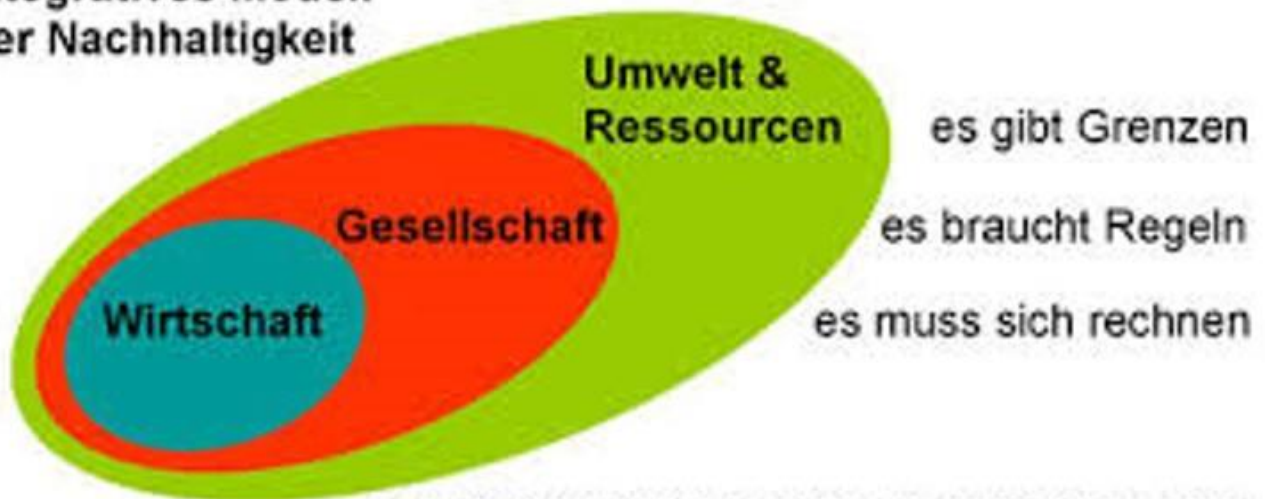 er Nachhaltigkeit
Umwelt &
Ressourcen
es gibt Grenzen
Gesellschaft
es braucht Regeln
Wirtschaft
es muss sich rechnen